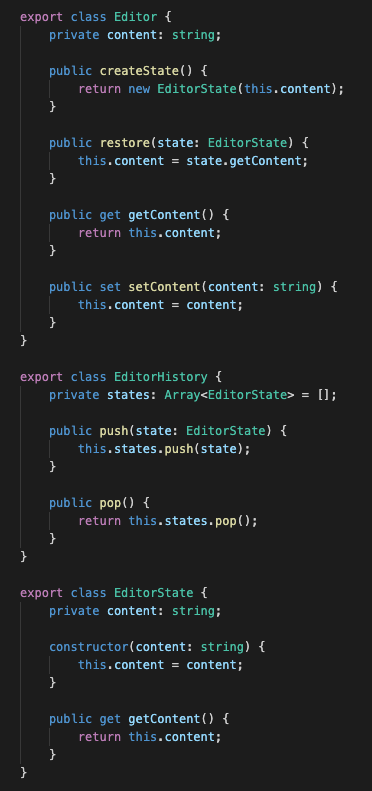 export class Editor {
    private content: string;

    public createState() {
        return new EditorState(this.content);
    }

    public restore(state: EditorState) {
        this.content = state.getContent;
    }

    public get getContent() {
        return this.content;
    }

    public set setContent(content: string) {
        this.content = content;
    }
}

export class EditorHistory {
    private states: Array<EditorState> = [];

    public push(state: EditorState) {
        this.states.push(state);
    }

    public pop() {
        return this.states.pop();
    }
}

export class EditorState {
    private content: string;

    constructor(content: string) {
        this.content = content;
    }

    public get getContent() {
        return this.content;
    }
}